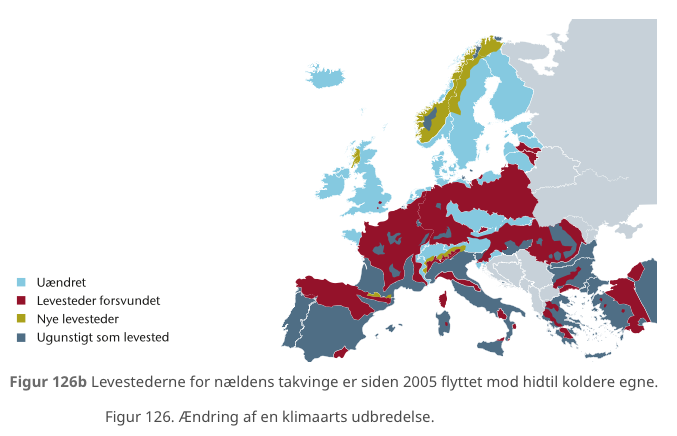 Uændret
Levesteder forsvundet
Nye levesteder
Ugunstigt som levested
Figur 126b Levestederne for nældens takvinge er siden 2005 flyttet mod hidtil koldere egne.
Figur 126. Ændring af en klimaarts udbredelse.